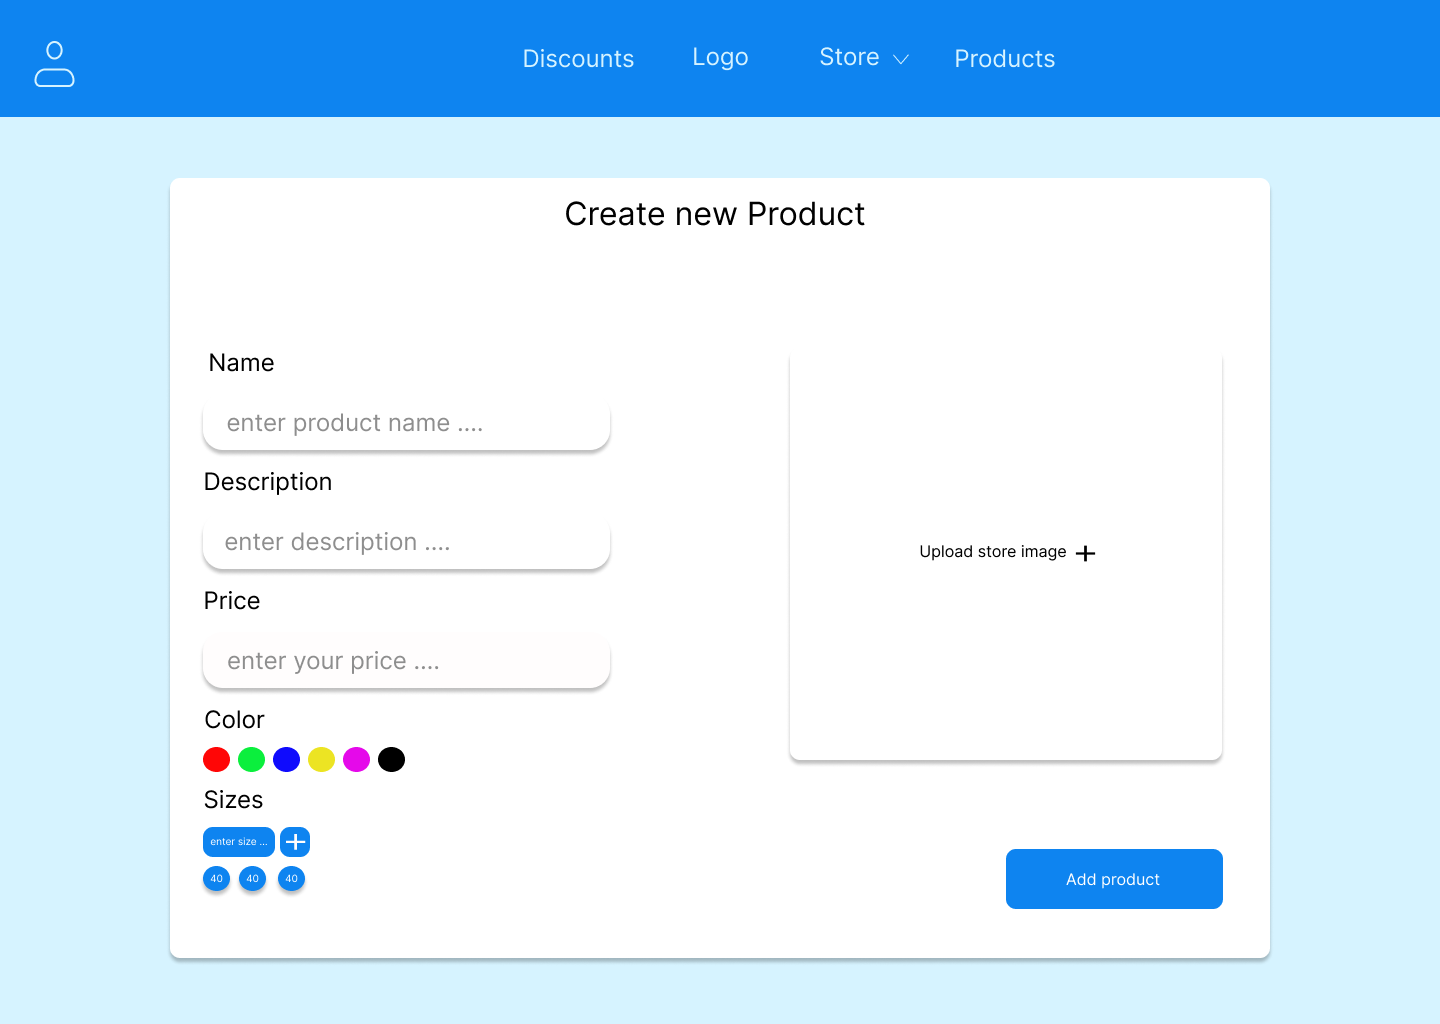 Discounts
Logo
Store
Products
Create new Product
Name
enter product name ....
Description
enter description ....
Price
enter your price ....
Color
Sizes
enter size ...
40 40 40
Upload store image
Add product